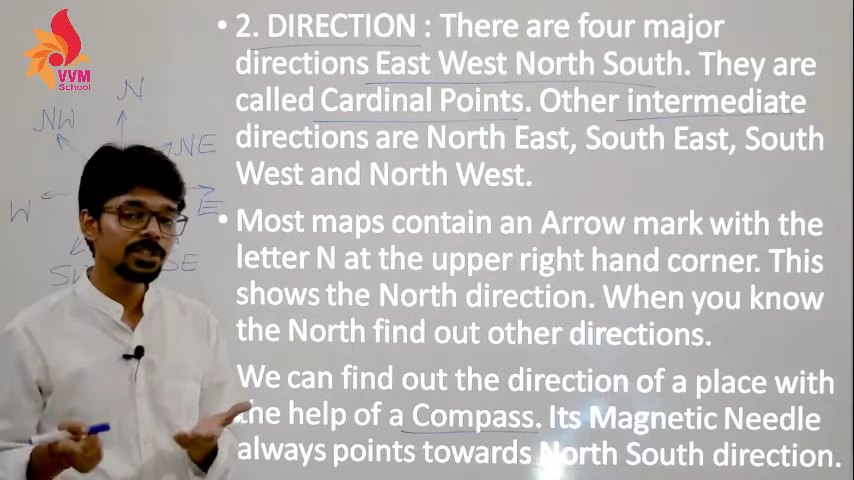 VVM
School
N
NW
NE
W
E
SE
• 2. DIRECTION : There are four major
directions East West North South. They are
called Cardinal Points. Other intermediate
directions are North East, South East, South
West and North West.
• Most maps contain an Arrow mark with the
letter N at the upper right hand corner. This
shows the North direction. When you know
the North find out other directions.
We can find out the direction of a place with
the help of a Compass. Its Magnetic Needle
always points towards North South direction.